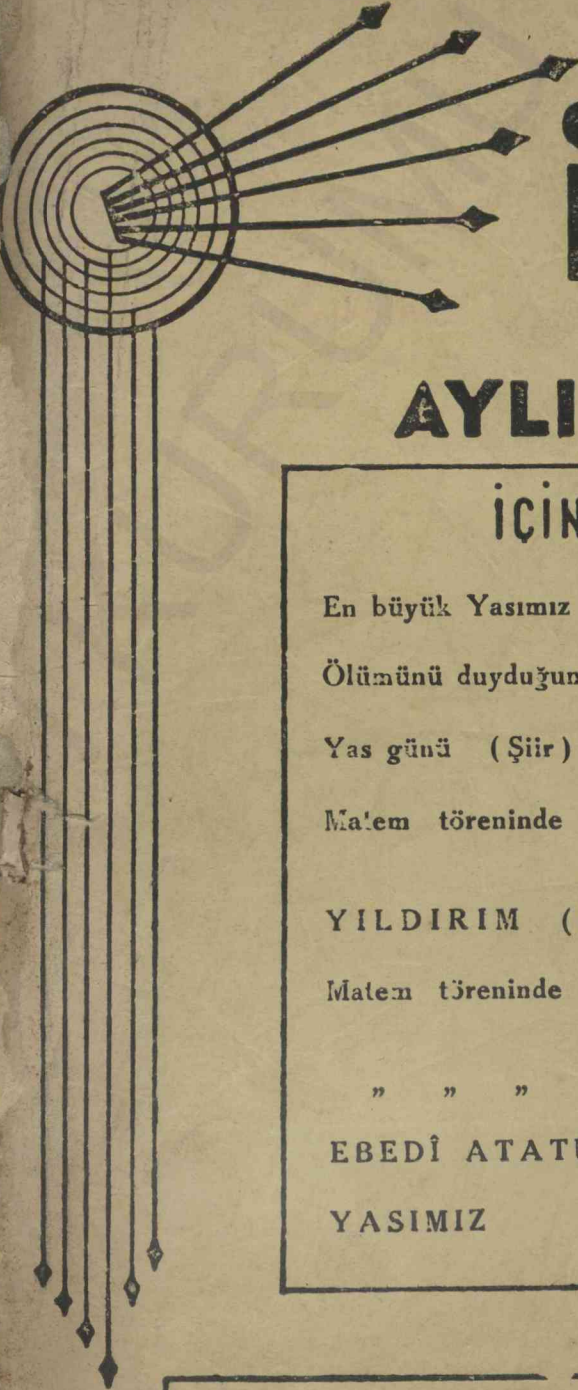 AYLI
İÇİN
En büyük Yasımız
Ölümünü duyduğun
Yas günü (Şiir)
Matem töreninde
YILDIRIM (
Matem töreninde
„ „ „
EBEDÎ ATATU
YASIMIZ